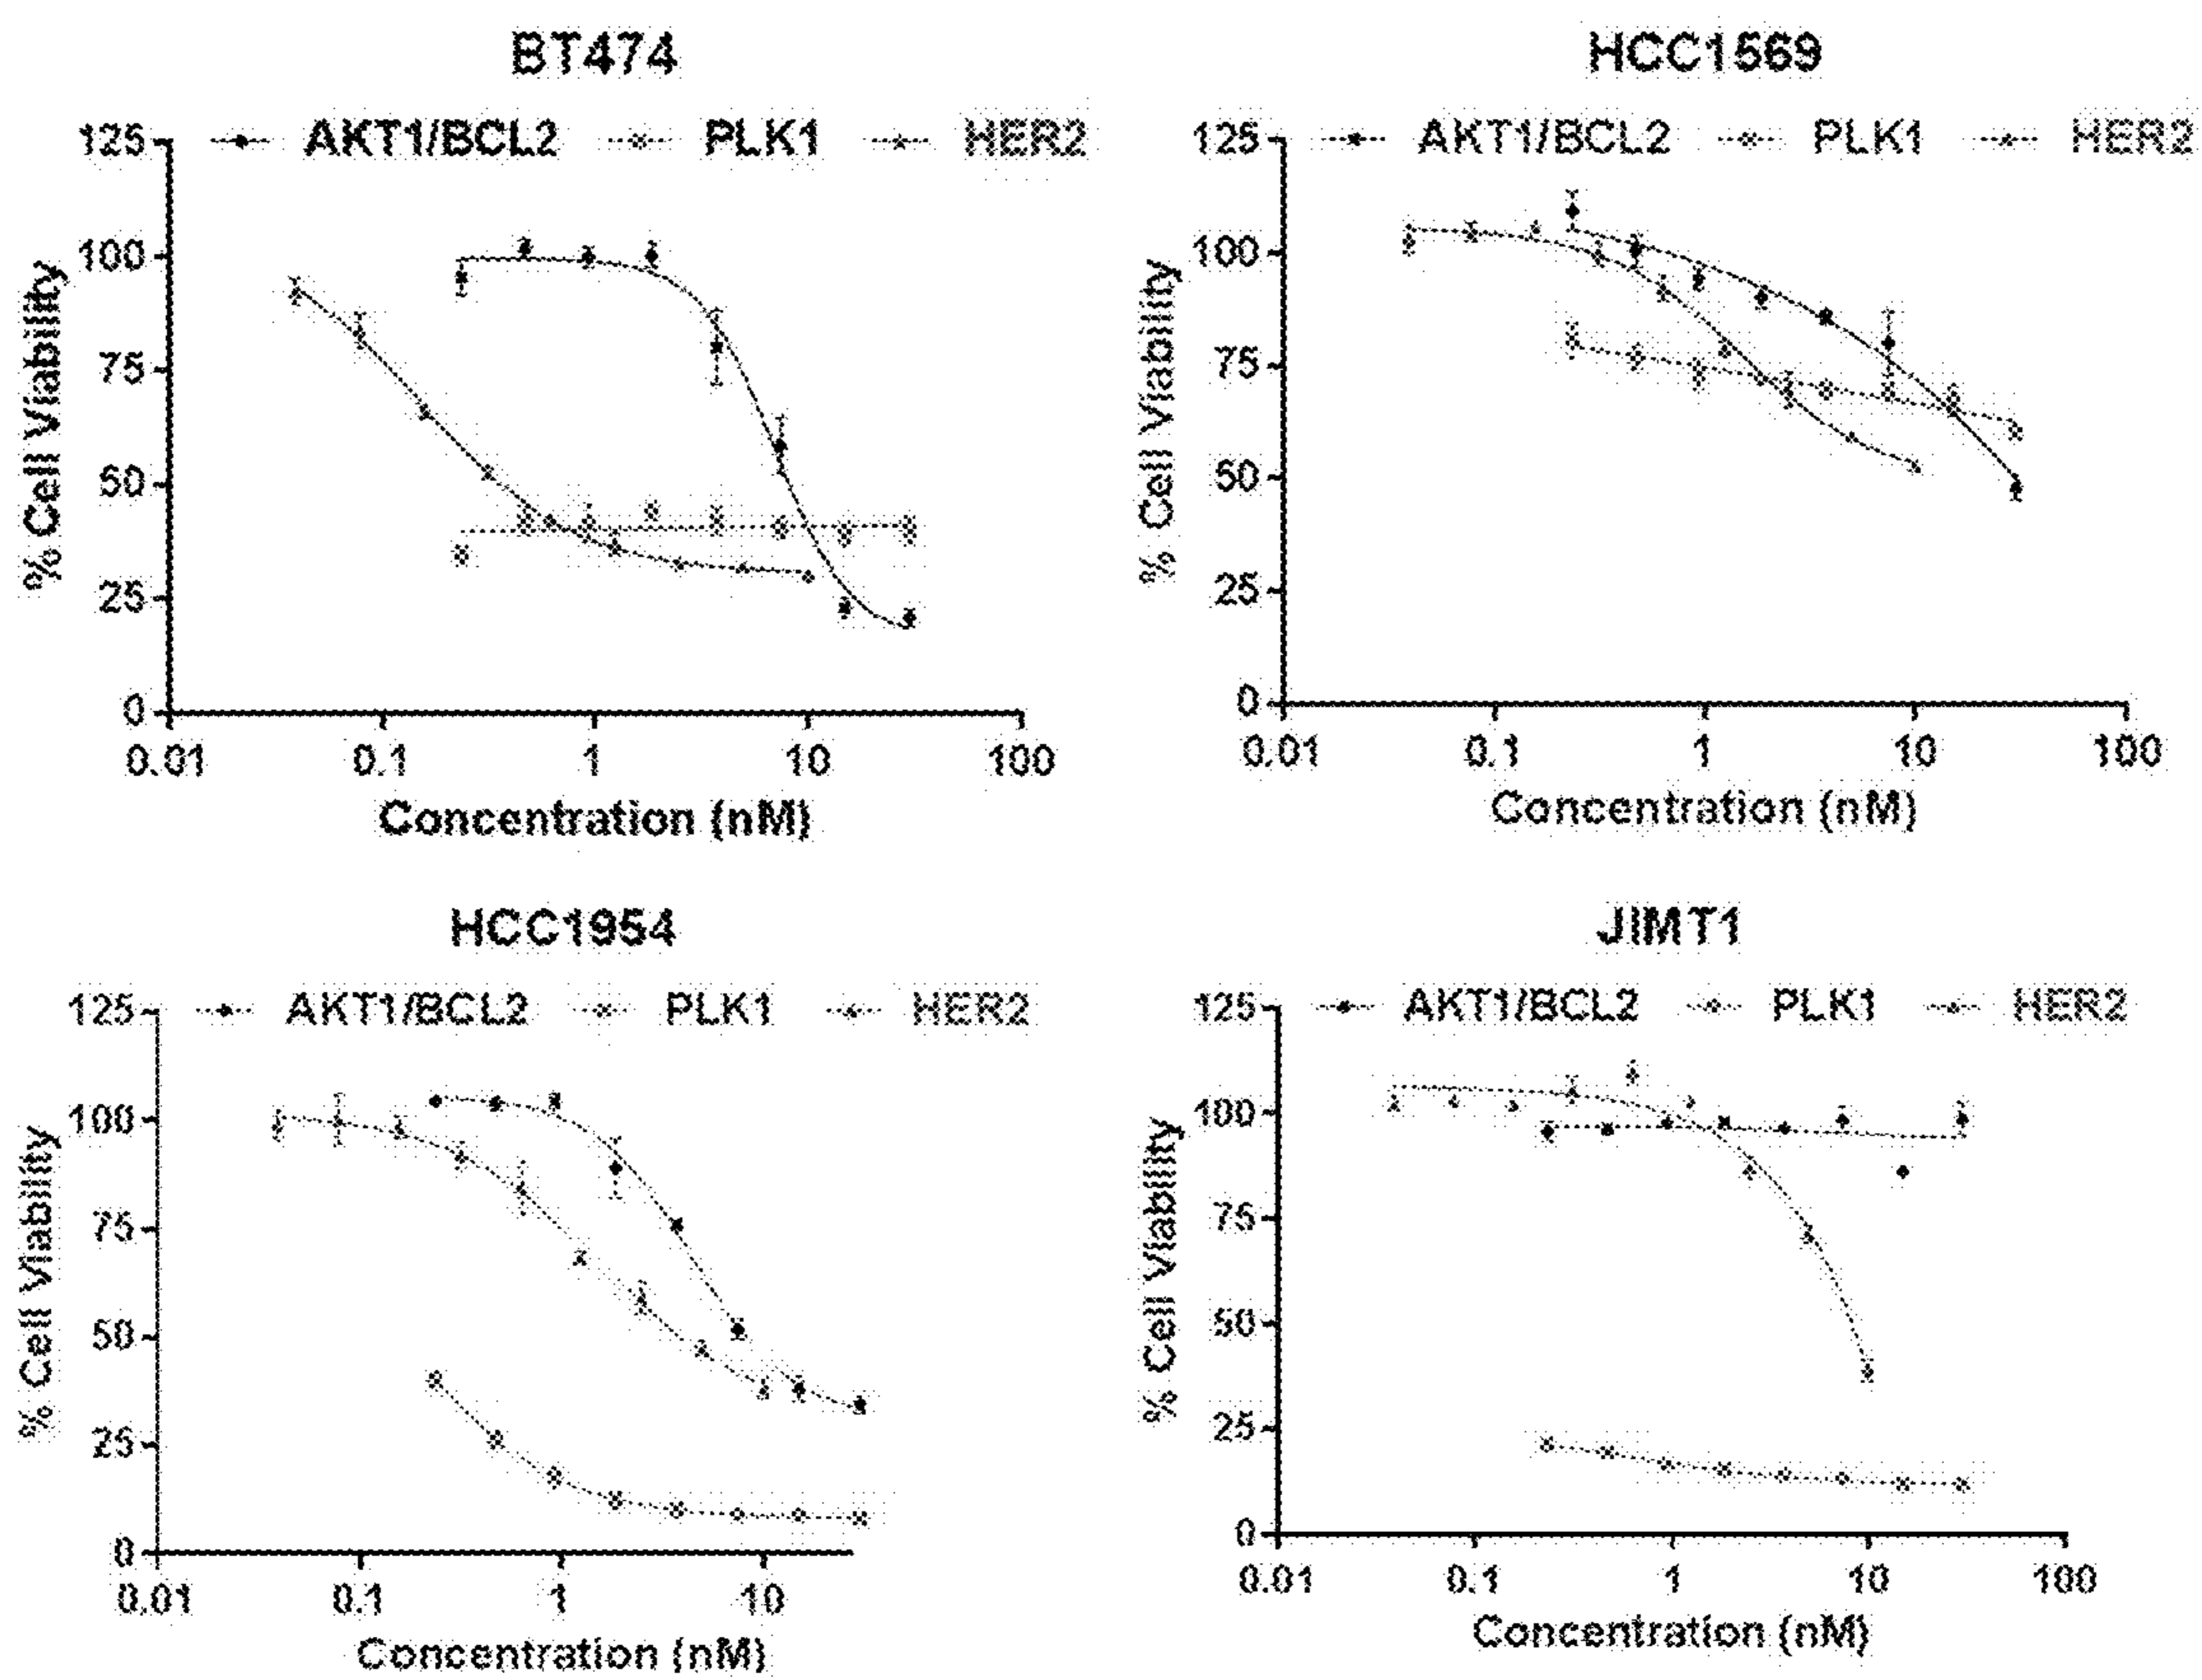 BT474
AKT1/BCL2 PLK1 HER2
125
100
75
50
25
0
% Cell Viability
0.01 0.1 1 10 100
Concentration (nM)
HCC1569
AKT1/BCL2 PLK1 HER2
125
100
75
50
25
0
% Cell Viability
0.01 0.1 1 10 100
Concentration (nM)
HCC1954
AKT1/BCL2 PLK1 HER2
125
100
75
50
25
0
% Cell Viability
0.01 0.1 1 10
Concentration (nM)
JIMT1
AKT1/BCL2 PLK1 HER2
125
100
75
50
25
0
% Cell Viability
0.01 0.1 1 10 100
Concentration (nM)